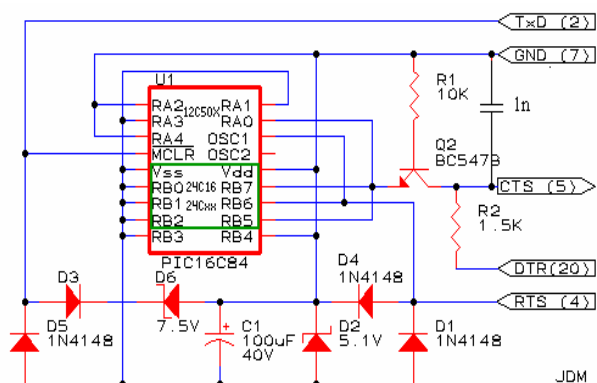 TxD (2)
GND (7)
U1
R1
10K
1n
RA2 12C50X RA1
RA3 RA0
RA4 OSC1
MCLR OSC2
Q2
BC547B
Vss Vdd
RB0 24C16 RB7
RB1 24Cxx RB6
RB2 RB5
RB3 RB4
CTS (5)
R2
1.5K
PIC16C84
DTR(20)
D3
D6
D4
1N4148
RTS (4)
D5
1N4148
7.5V
C1
100uF
40V
D2
5.1V
D1
1N4148
JDM